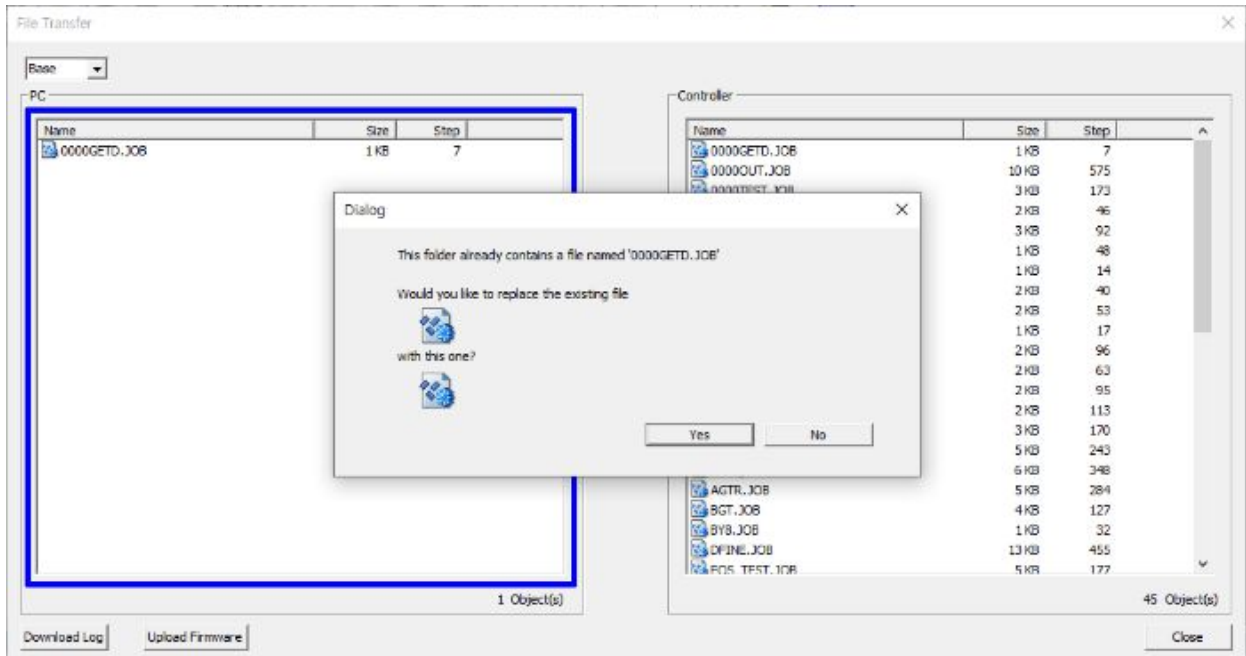 File Transfer
Base
PC
Name Size Step
0000GETD.JOB 1 KB 7
1 Object(s)
Controller
Name Size Step
0000GETD.JOB 1 KB 7
0000OUT.JOB 10 KB 575
0000TEST.JOB 3 KB 173
2 KB 46
3 KB 92
1 KB 48
1 KB 14
2 KB 40
2 KB 53
1 KB 17
2 KB 96
2 KB 63
2 KB 95
2 KB 113
3 KB 170
5 KB 243
6 KB 348
AGTR.JOB 5 KB 284
BGT.JOB 4 KB 127
BYB.JOB 1 KB 32
DFINE.JOB 13 KB 455
EOS_TEST.JOB 5 KB 177
45 Object(s)
Dialog
This folder already contains a file named '0000GETD.JOB'
Would you like to replace the existing file
with this one?
Yes No
Download Log Upload Firmware Close